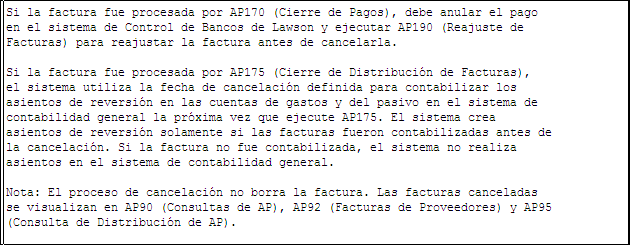 Si la factura fue procesada por AP170 (Cierre de Pagos), debe anular el pago
en el sistema de Control de Bancos de Lawson y ejecutar AP190 (Reajuste de
Facturas) para reajustar la factura antes de cancelarla.

Si la factura fue procesada por AP175 (Cierre de Distribución de Facturas),
el sistema utiliza la fecha de cancelación definida para contabilizar los
asientos de reversión en las cuentas de gastos y del pasivo en el sistema de
contabilidad general la próxima vez que ejecute AP175. El sistema crea
asientos de reversión solamente si las facturas fueron contabilizadas antes de
la cancelación. Si la factura no fue contabilizada, el sistema no realiza
asientos en el sistema de contabilidad general.

Nota: El proceso de cancelación no borra la factura. Las facturas canceladas
se visualizan en AP90 (Consultas de AP), AP92 (Facturas de Proveedores) y AP95
(Consulta de Distribución de AP).